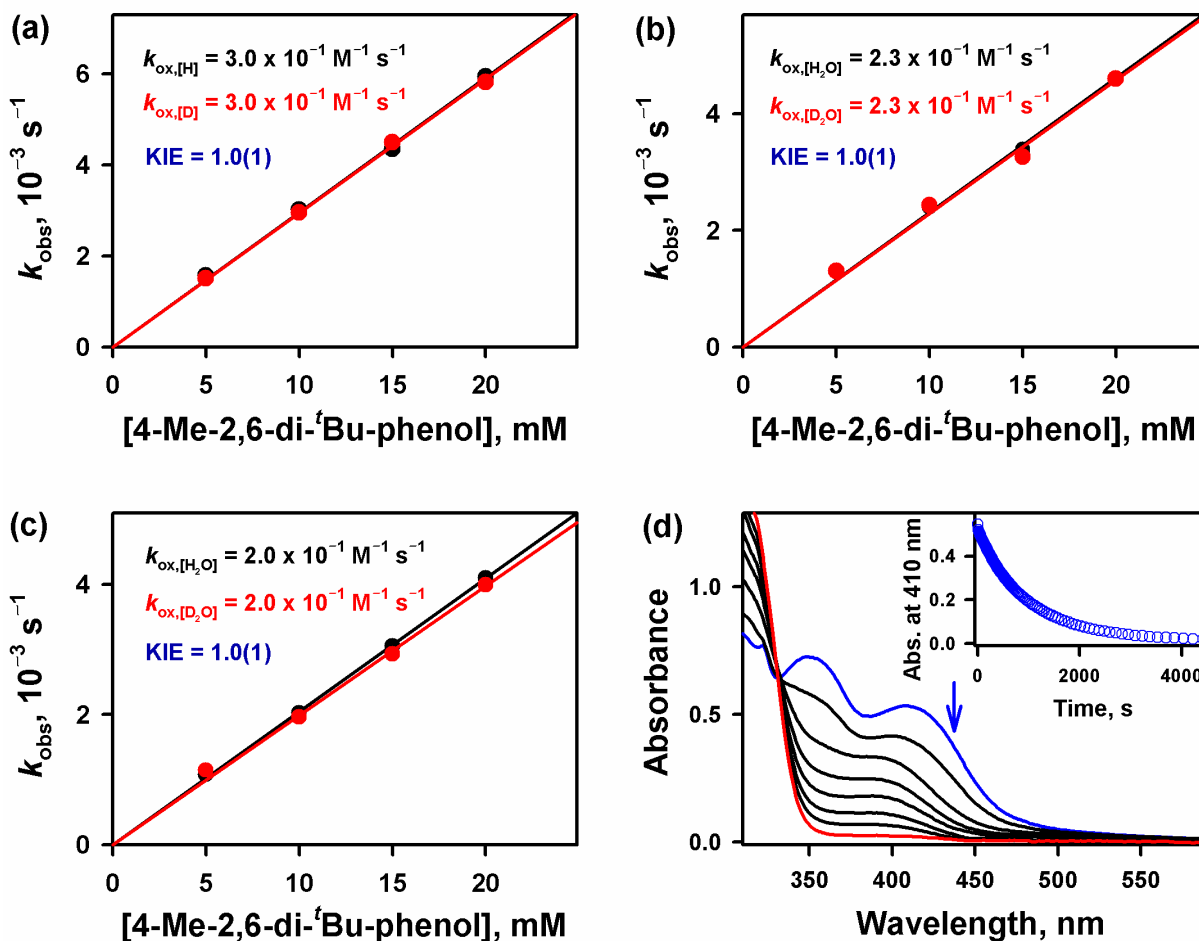 (a)
k_ox,[H] = 3.0 x 10⁻¹ M⁻¹ s⁻¹
k_ox,[D] = 3.0 x 10⁻¹ M⁻¹ s⁻¹
KIE = 1.0(1)
k_obs, 10⁻³ s⁻¹
6
4
2
0
0 5 10 15 20
[4-Me-2,6-di-ᵗBu-phenol], mM
(b)
k_ox,[H₂O] = 2.3 x 10⁻¹ M⁻¹ s⁻¹
k_ox,[D₂O] = 2.3 x 10⁻¹ M⁻¹ s⁻¹
KIE = 1.0(1)
k_obs, 10⁻³ s⁻¹
4
2
0
0 5 10 15 20
[4-Me-2,6-di-ᵗBu-phenol], mM
(c)
k_ox,[H₂O] = 2.0 x 10⁻¹ M⁻¹ s⁻¹
k_ox,[D₂O] = 2.0 x 10⁻¹ M⁻¹ s⁻¹
KIE = 1.0(1)
k_obs, 10⁻³ s⁻¹
4
2
0
0 5 10 15 20
[4-Me-2,6-di-ᵗBu-phenol], mM
(d)
Absorbance
1.0
0.5
0.0
350 400 450 500 550
Wavelength, nm
Abs. at 410 nm
0.4
0.2
0.0
0 2000 4000
Time, s